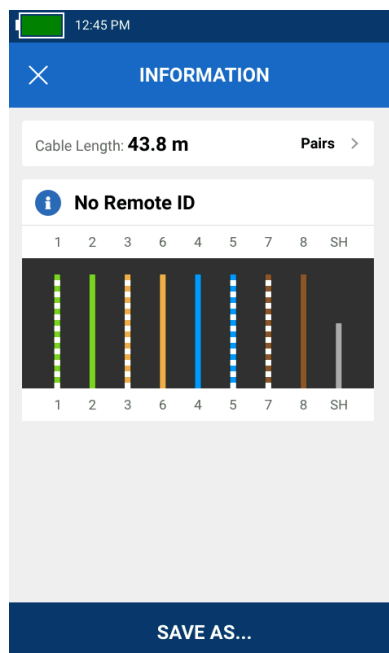 12:45 PM
INFORMATION
Cable Length: 43.8 m Pairs >
i No Remote ID
1 2 3 6 4 5 7 8 SH
1 2 3 6 4 5 7 8 SH
SAVE AS...